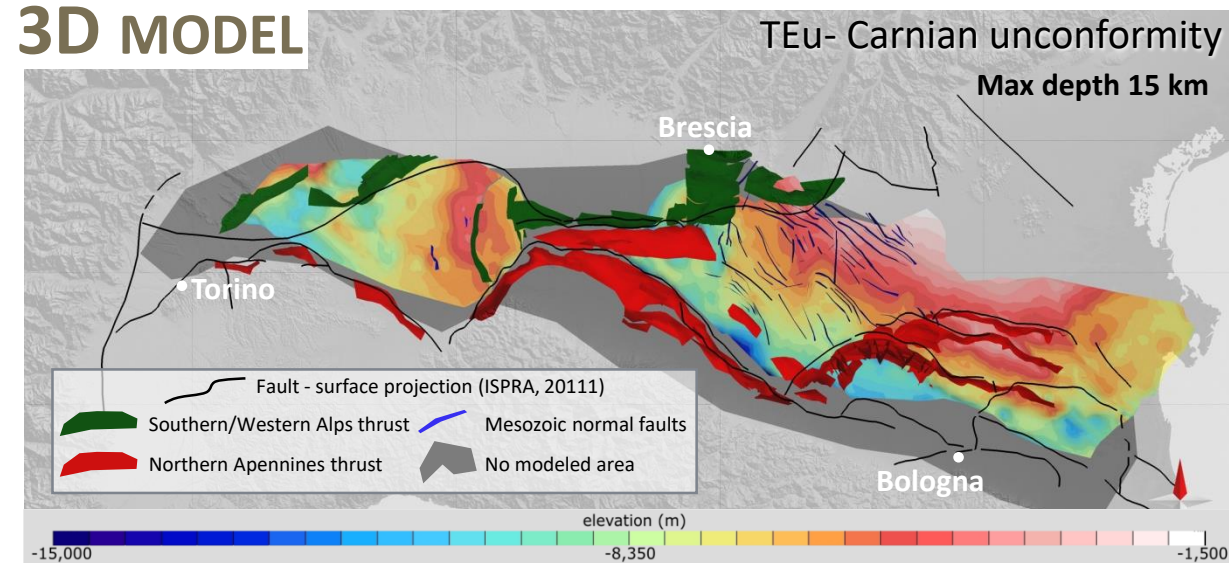 3D MODEL
TEu- Carnian unconformity
Max depth 15 km
Brescia
Torino
Fault - surface projection (ISPRA, 20111)
Southern/Western Alps thrust
Mesozoic normal faults
Northern Apennines thrust
No modeled area
Bologna
elevation (m)
-15,000
-8,350
-1,500